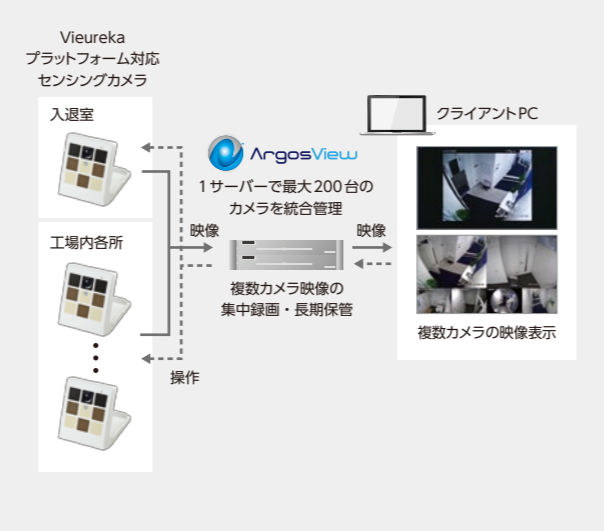 Vieureka
プラットフォーム対応
センシングカメラ
入退室
工場内各所
操作
ArgosView
1サーバーで最大200台の
カメラを統合管理
映像
複数カメラ映像の
集中録画・長期保管
映像
クライアントPC
複数カメラの映像表示